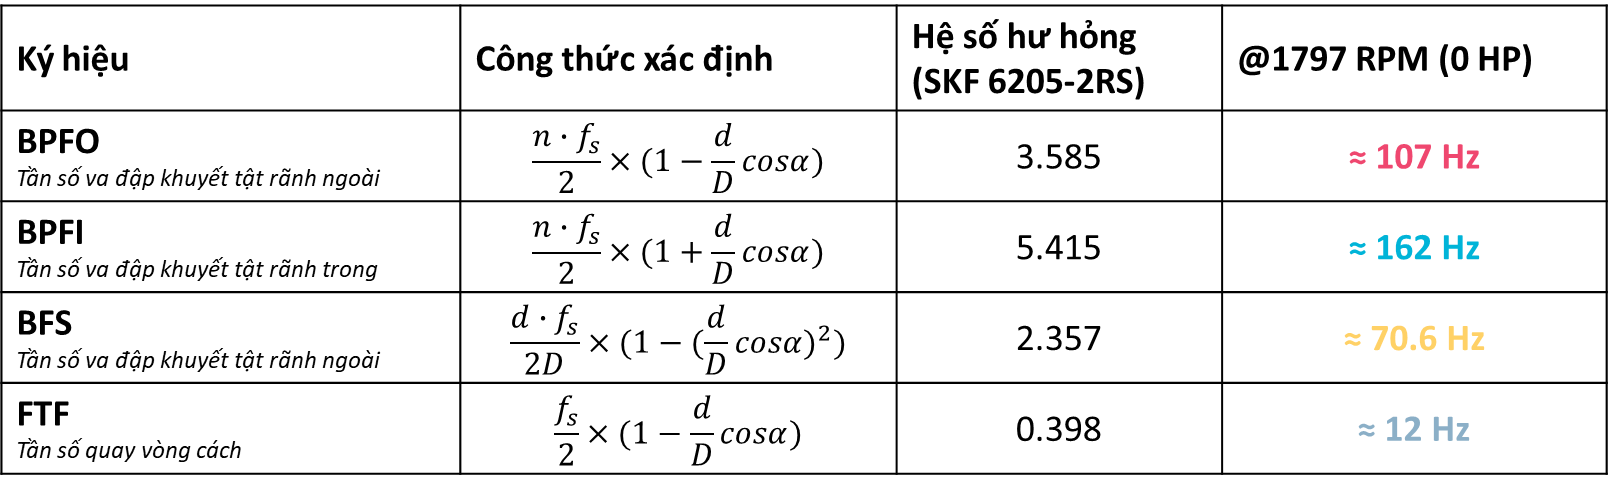 Ký hiệu
Công thức xác định
Hệ số hư hỏng
(SKF 6205-2RS)
@1797 RPM (0 HP)
BPFO
Tần số va đập khuyết tật rãnh ngoài
n · fₛ / 2 × (1 − d/D cosα)
3.585
≈ 107 Hz
BPFI
Tần số va đập khuyết tật rãnh trong
n · fₛ / 2 × (1 + d/D cosα)
5.415
≈ 162 Hz
BFS
Tần số va đập khuyết tật rãnh ngoài
d · fₛ / 2D × (1 − (d/D cosα)²)
2.357
≈ 70.6 Hz
FTF
Tần số quay vòng cách
fₛ / 2 × (1 − d/D cosα)
0.398
≈ 12 Hz